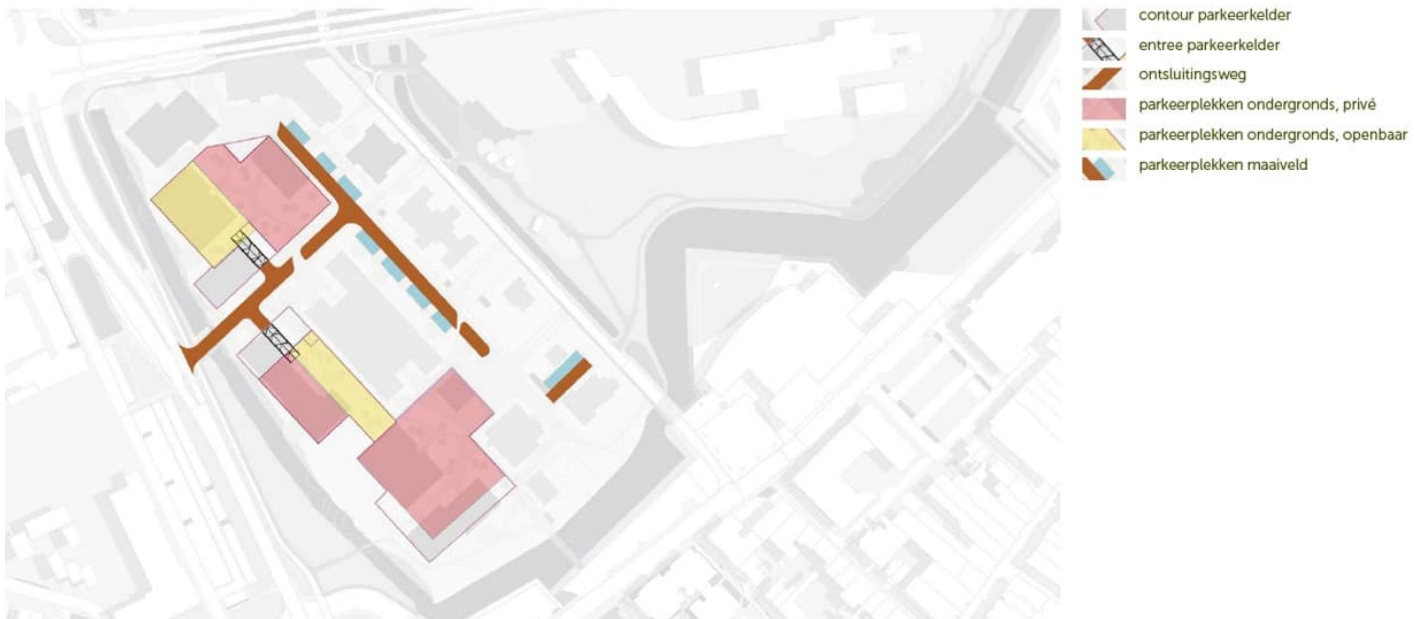 contour parkeerkelder
entree parkeerkelder
ontsluitingsweg
parkeerplekken ondergronds, privé
parkeerplekken ondergronds, openbaar
parkeerplekken maaiveld